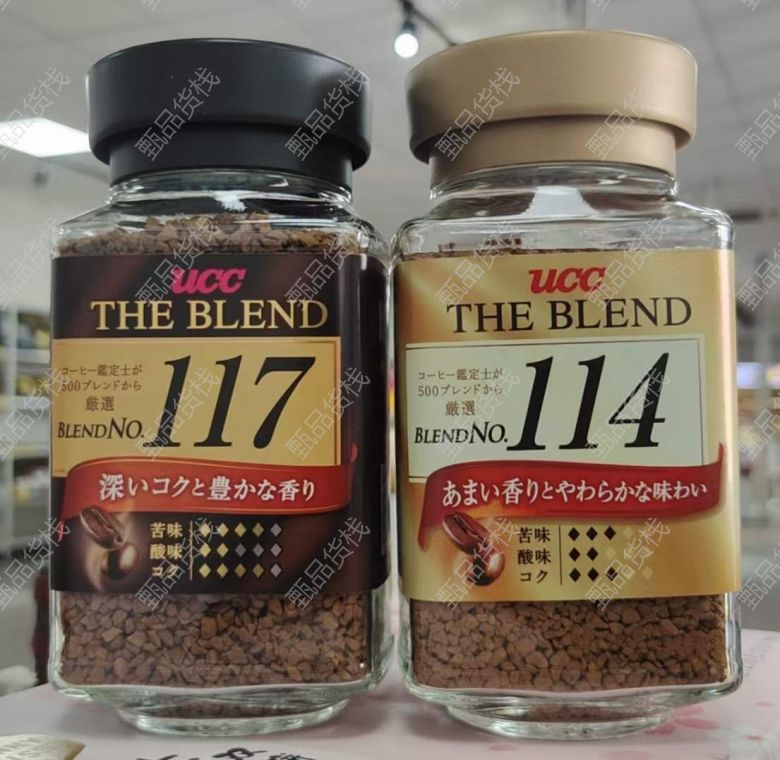 UCC
THE BLEND
コーヒー鑑定士が
500ブレンドから
厳選
BLEND NO. 117
深いコクと豊かな香り
苦味
酸味
コク
UCC
THE BLEND
コーヒー鑑定士が
500ブレンドから
厳選
BLEND NO. 114
あまい香りとやわらかな味わい
苦味
酸味
コク
甄品货栈